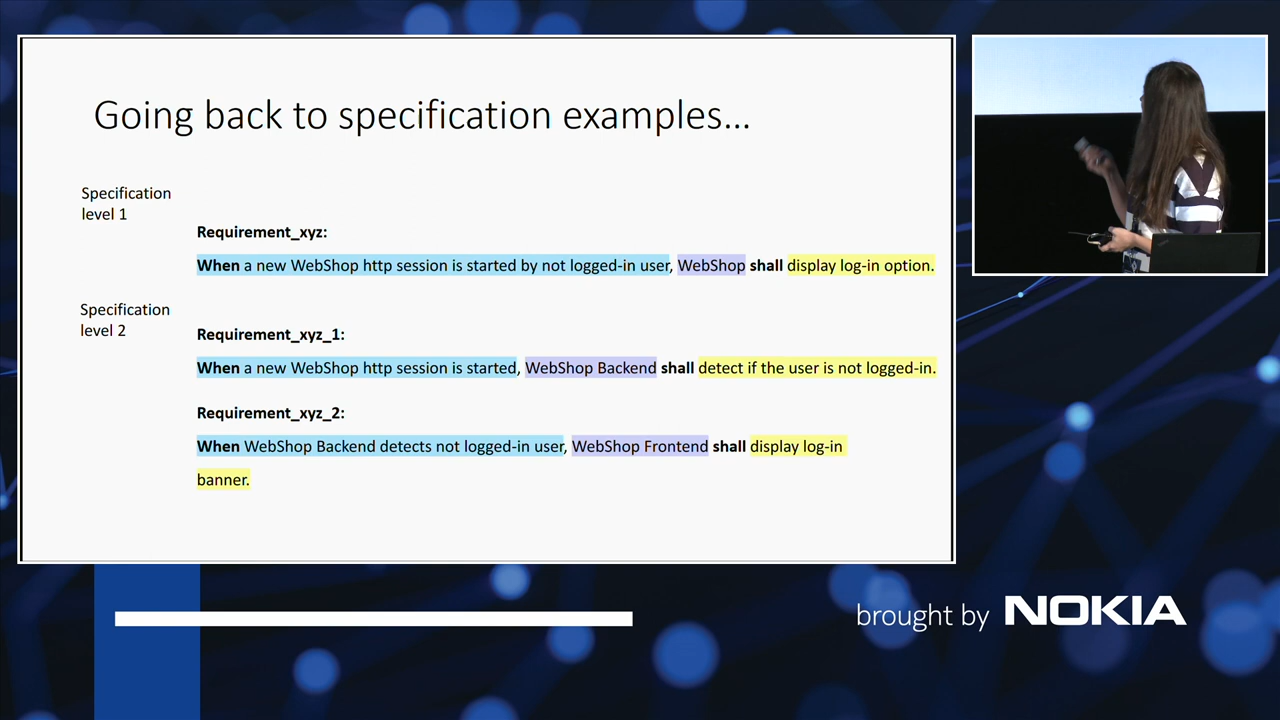 Going back to specification examples...
Specification
level 1
Requirement_xyz:
When a new WebShop http session is started by not logged-in user, WebShop shall display log-in option.
Specification
level 2
Requirement_xyz_1:
When a new WebShop http session is started, WebShop Backend shall detect if the user is not logged-in.
Requirement_xyz_2:
When WebShop Backend detects not logged-in user, WebShop Frontend shall display log-in
banner.
brought by NOKIA